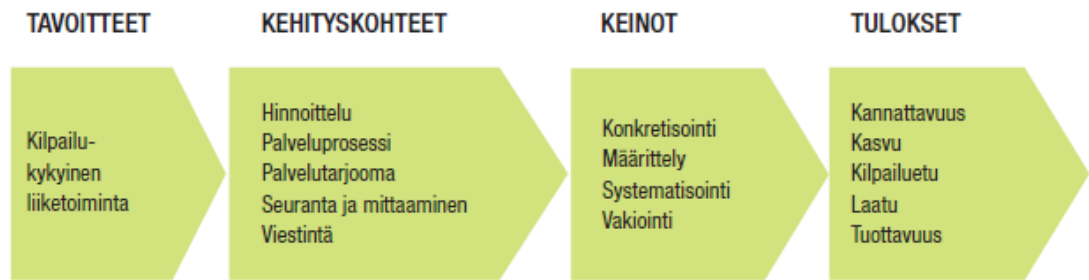 TAVOITTEET
Kilpailu-
kykyinen
liiketoiminta
KEHITYSKOHTEET
Hinnoittelu
Palveluprosessi
Palvelutarjooma
Seuranta ja mittaaminen
Viestintä
KEINOT
Konkretisointi
Määrittely
Systematisointi
Vakiointi
TULOKSET
Kannattavuus
Kasvu
Kilpailuetu
Laatu
Tuottavuus